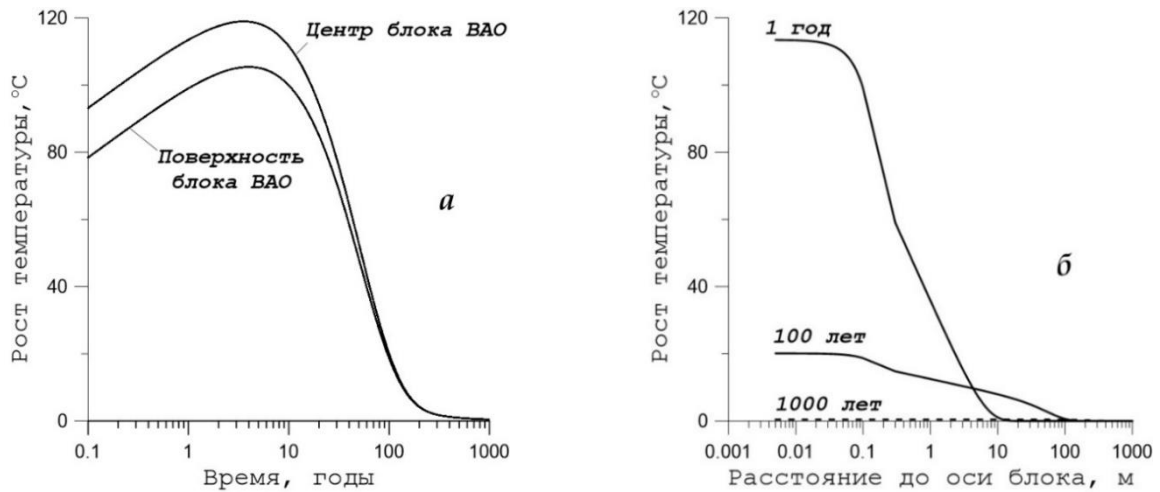 120
80
40
0
0.1
1
10
100
1000
Рост температуры,°С
Время, годы
Центр блока ВАО
Поверхность
блока ВАО
а
120
80
40
0
0.001
0.01
0.1
1
10
100
1000
Рост температуры,°С
Расстояние до оси блока, м
1 год
100 лет
1000 лет
б